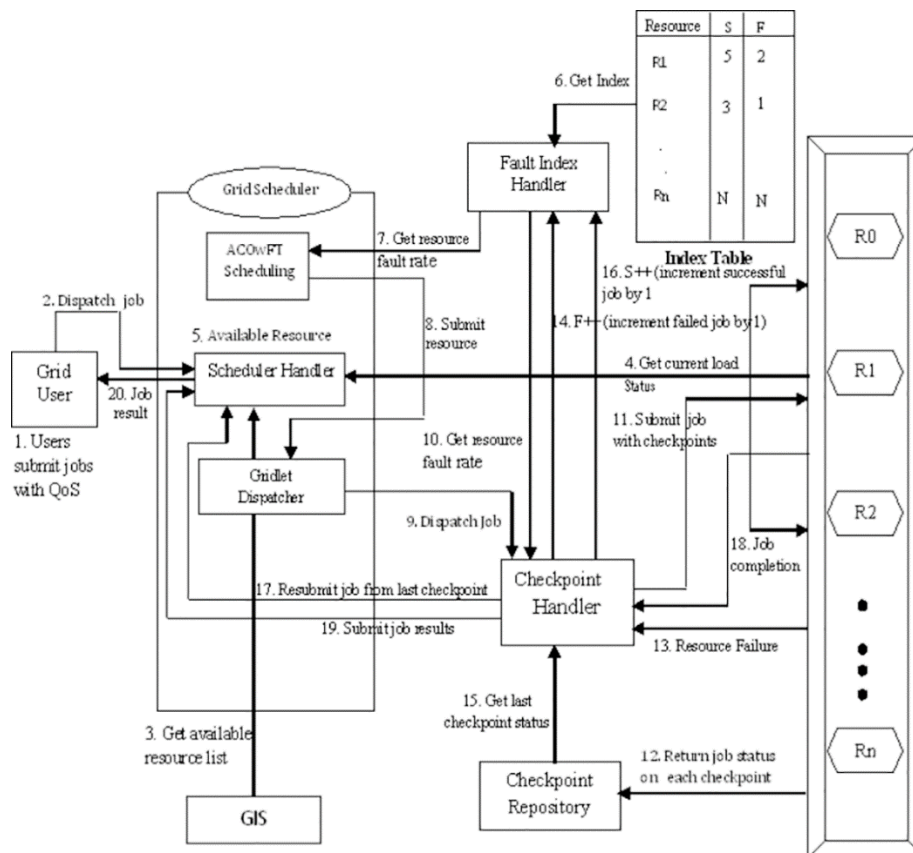 Resource S F
R1 5 2
R2 3 1
.
.
Rn N N
Index Table
6. Get Index
Fault Index
Handler
Grid Scheduler
ACOwFT
Scheduling
7. Get resource
fault rate
16. S++(increment successful
job by 1
14. F++(increment failed job by 1)
R0
2. Dispatch job
8. Submit
resource
5. Available Resource
Grid
User
Scheduler Handler
20. Job
result
4. Get current load
Status
R1
1. Users
submit jobs
with QoS
11. Submit job
with checkpoints
10. Get resource
fault rate
Gridlet
Dispatcher
9. Dispatch Job
R2
18. Job
completion
17. Resubmit job from last checkpoint
Checkpoint
Handler
19. Submit job results
13. Resource Failure
15. Get last
checkpoint status
3. Get available
resource list
12. Return job status
on each checkpoint
Rn
Checkpoint
Repository
GIS